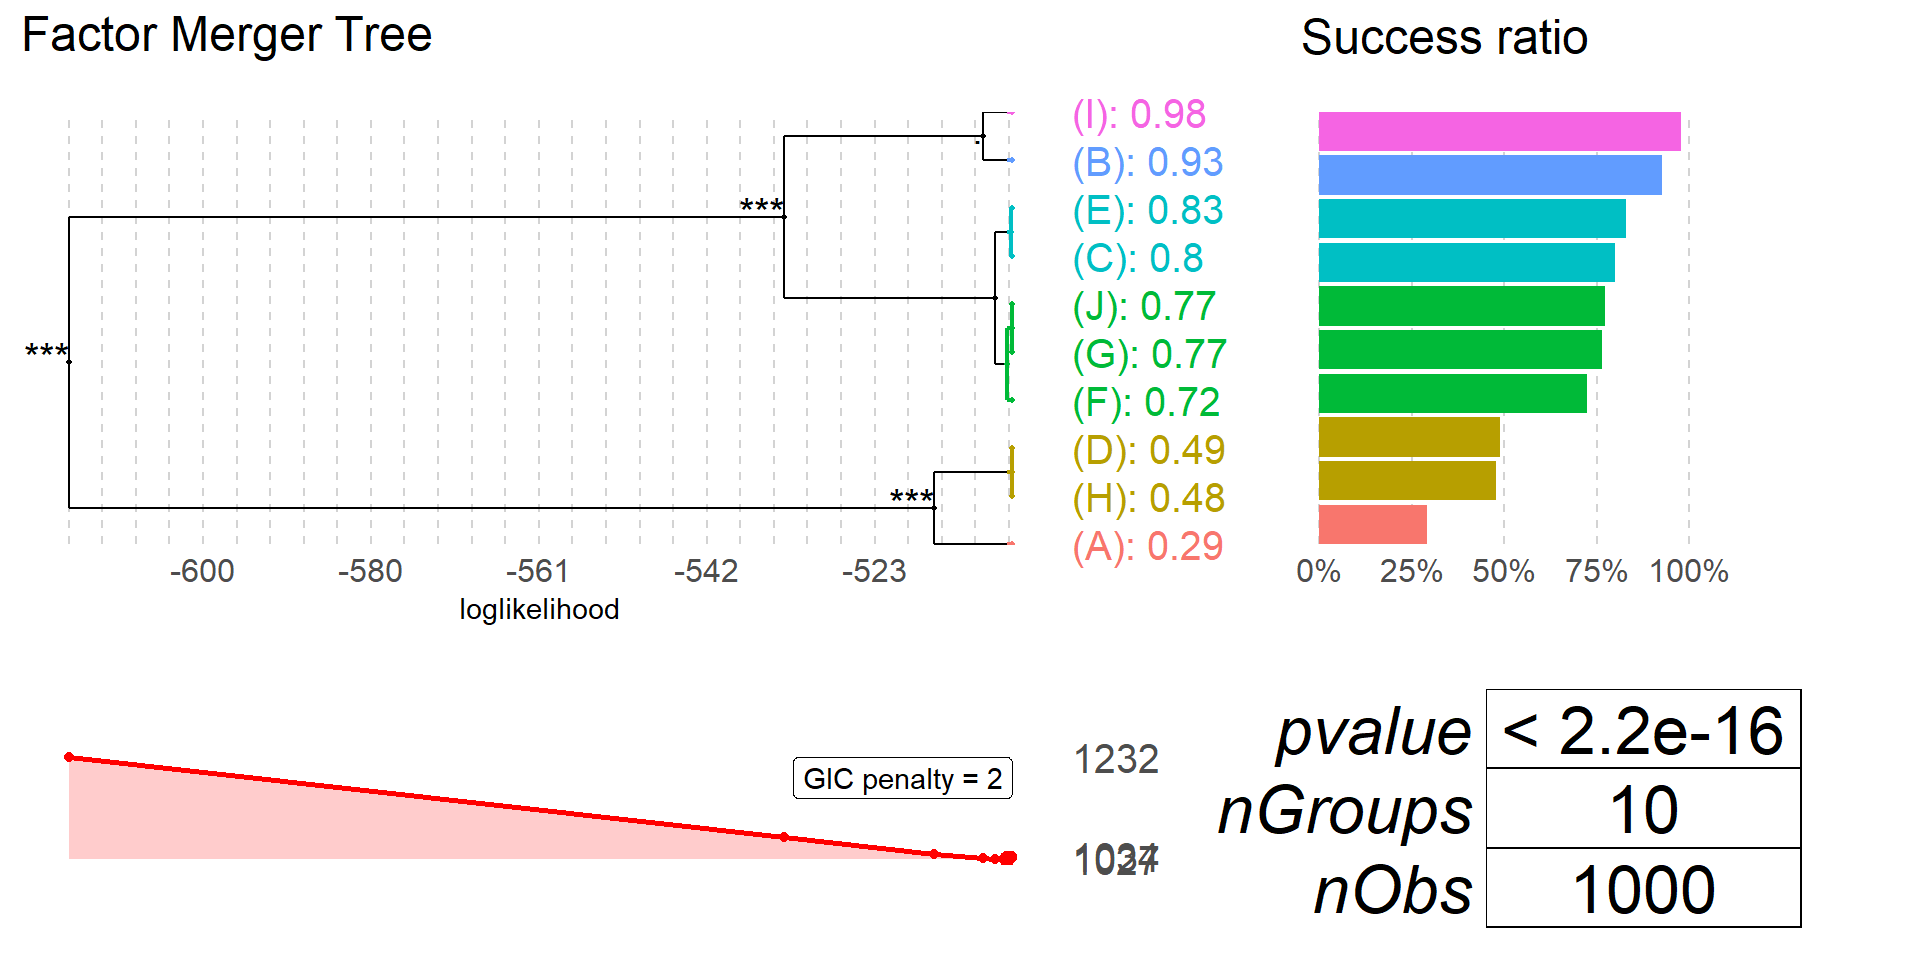 Factor Merger Tree
Success ratio
(I): 0.98
(B): 0.93
(E): 0.83
(C): 0.8
(J): 0.77
(G): 0.77
(F): 0.72
(D): 0.49
(H): 0.48
(A): 0.29
***
***
***
.
-600 -580 -561 -542 -523
loglikelihood
0% 25% 50% 75% 100%
GIC penalty = 2
1232
pvalue < 2.2e-16
nGroups 10
nObs 1000